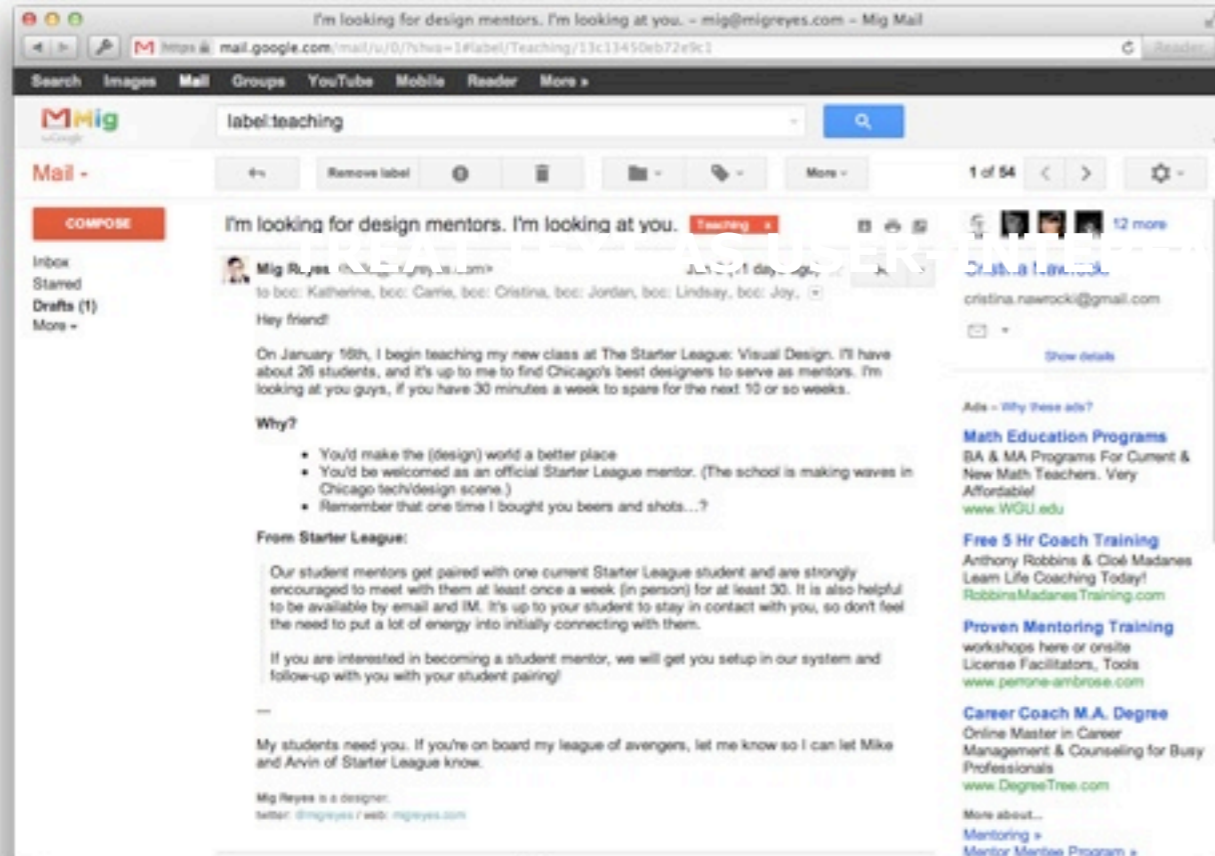 I'm looking for design mentors. I'm looking at you. – mig@migreyes.com – Mig Mail
https mail.google.com/mail/u/0/?shva=1#label/Teaching/13c13450eb72e9c1
Reader
Search Images Mail Groups YouTube Mobile Reader More »
Mig
label:teaching
Mail
Remove label
More
1 of 54
COMPOSE
I'm looking for design mentors. I'm looking at you. Teaching x
12 more
TREAT TEXT AS USER INTERFA
Inbox
Starred
Drafts (1)
More
Mig Reyes
1 day
Cristina Nawrocki
to bcc: Katherine, bcc: Carrie, bcc: Cristina, bcc: Jordan, bcc: Lindsay, bcc: Joy,
cristina.nawrocki@gmail.com
Show details
Hey friend!
On January 16th, I begin teaching my new class at The Starter League: Visual Design. I'll have
about 26 students, and it's up to me to find Chicago's best designers to serve as mentors. I'm
looking at you guys, if you have 30 minutes a week to spare for the next 10 or so weeks.
Why?
• You'd make the (design) world a better place
• You'd be welcomed as an official Starter League mentor. (The school is making waves in
Chicago tech/design scene.)
• Remember that one time I bought you beers and shots...?
From Starter League:
Our student mentors get paired with one current Starter League student and are strongly
encouraged to meet with them at least once a week (in person) for at least 30. It is also helpful
to be available by email and IM. It's up to your student to stay in contact with you, so don't feel
the need to put a lot of energy into initially connecting with them.
If you are interested in becoming a student mentor, we will get you setup in our system and
follow-up with you with your student pairing!
—
My students need you. If you're on board my league of avengers, let me know so I can let Mike
and Arvin of Starter League know.
Mig Reyes is a designer.
twitter: @migreyes / web: migreyes.com
Ads – Why these ads?
Math Education Programs
BA & MA Programs For Current &
New Math Teachers. Very
Affordable!
www.WGU.edu
Free 5 Hr Coach Training
Anthony Robbins & Cloé Madanes
Learn Life Coaching Today!
RobbinsMadanesTraining.com
Proven Mentoring Training
workshops here or onsite
License Facilitators, Tools
www.perrone-ambrose.com
Career Coach M.A. Degree
Online Master in Career
Management & Counseling for Busy
Professionals
www.DegreeTree.com
More about...
Mentoring »
Mentor Mentee Program »